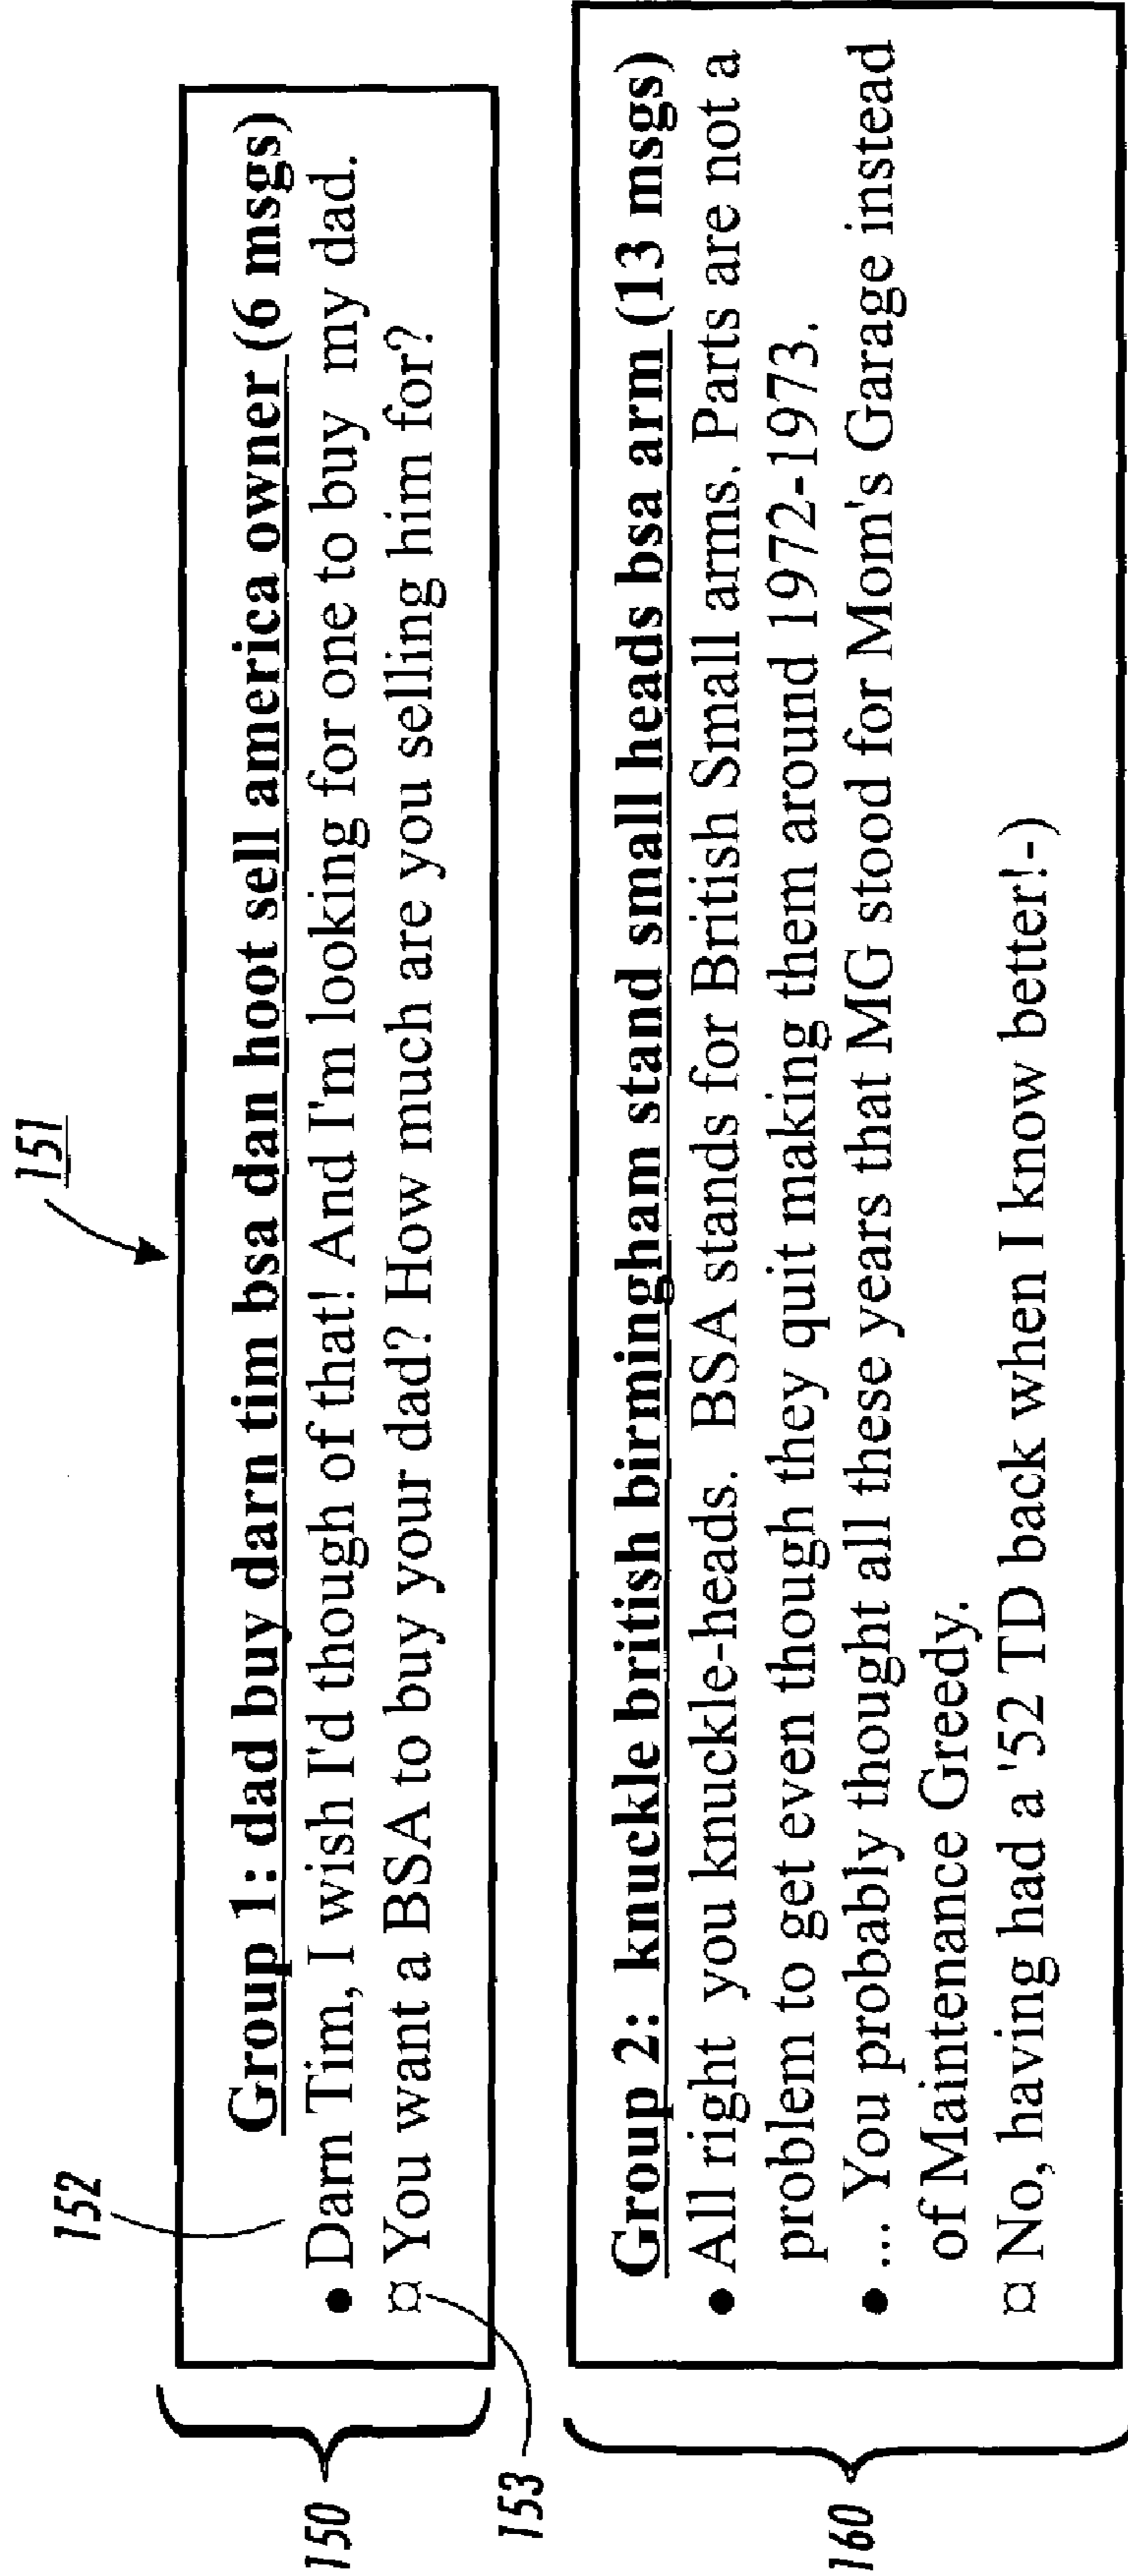 151
152
150
Group 1: dad buy darn tim bsa dan hoot sell america owner (6 msgs)
● Darn Tim, I wish I'd though of that! And I'm looking for one to buy my dad.
¤ You want a BSA to buy your dad? How much are you selling him for?
153
160
Group 2: knuckle british birmingham stand small heads bsa arm (13 msgs)
● All right you knuckle-heads. BSA stands for British Small arms. Parts are not a
problem to get even though they quit making them around 1972-1973.
● ... You probably thought all these years that MG stood for Mom's Garage instead
of Maintenance Greedy.
¤ No, having had a '52 TD back when I know better!-)